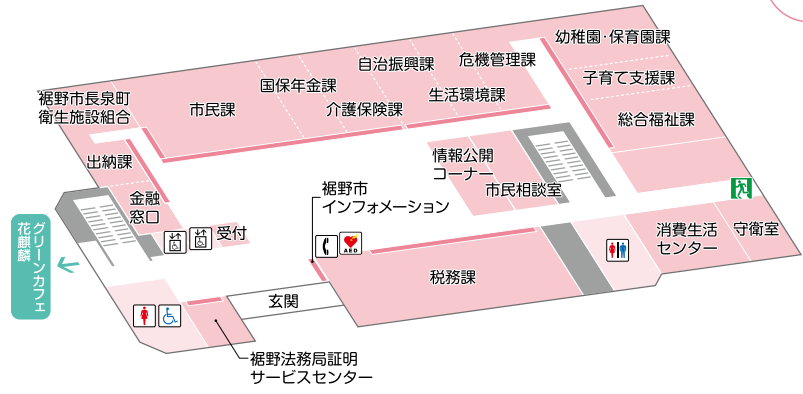 幼稚園・保育園課
子育て支援課
総合福祉課
危機管理課
自治振興課
生活環境課
国保年金課
介護保険課
市民課
裾野市長泉町
衛生施設組合
出納課
金融
窓口
受付
情報公開
コーナー
市民相談室
裾野市
インフォメーション
AED
グリーンカフェ
花麒麟
税務課
消費生活
センター
守衛室
玄関
裾野法務局証明
サービスセンター